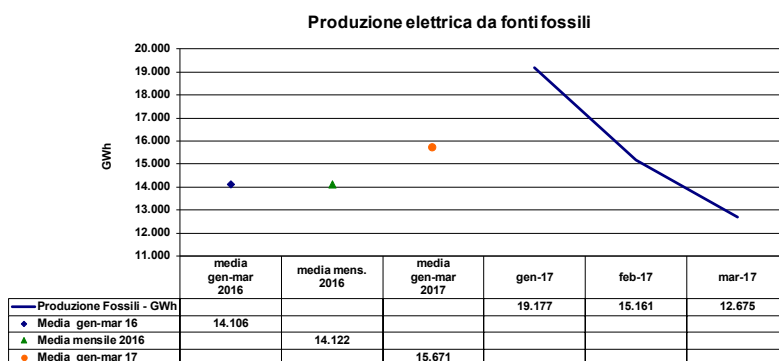 Produzione elettrica da fonti fossili
20.000
19.000
18.000
17.000
16.000
15.000
14.000
13.000
12.000
11.000
GWh
media gen-mar 2016 media mens. 2016 media gen-mar 2017 gen-17 feb-17 mar-17
Produzione Fossili - GWh 19.177 15.161 12.675
Media gen-mar 16 14.106
Media mensile 2016 14.122
Media gen-mar 17 15.671